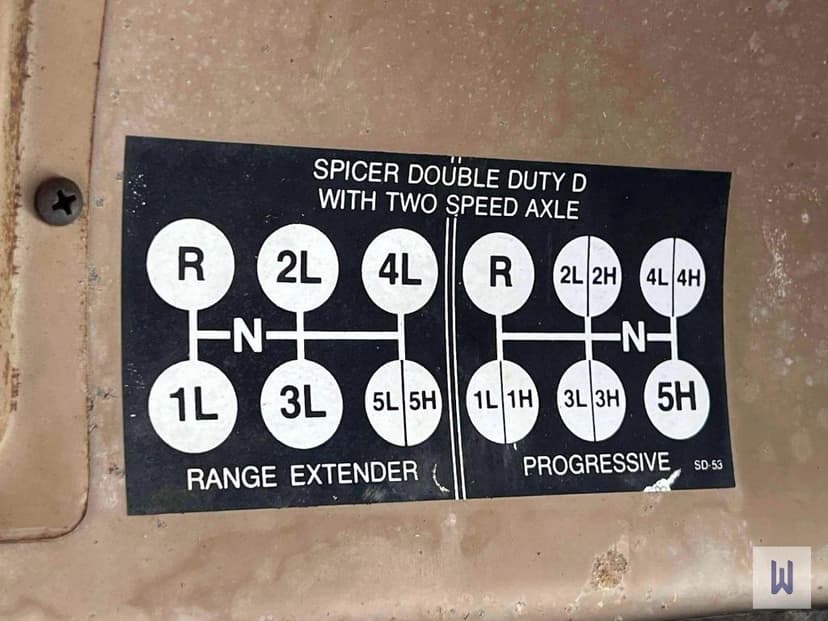 SPICER DOUBLE DUTY D
WITH TWO SPEED AXLE
R 2L 4L
N
1L 3L 5L 5H
RANGE EXTENDER
R 2L 2H 4L 4H
N
1L 1H 3L 3H 5H
PROGRESSIVE
SD-53
W